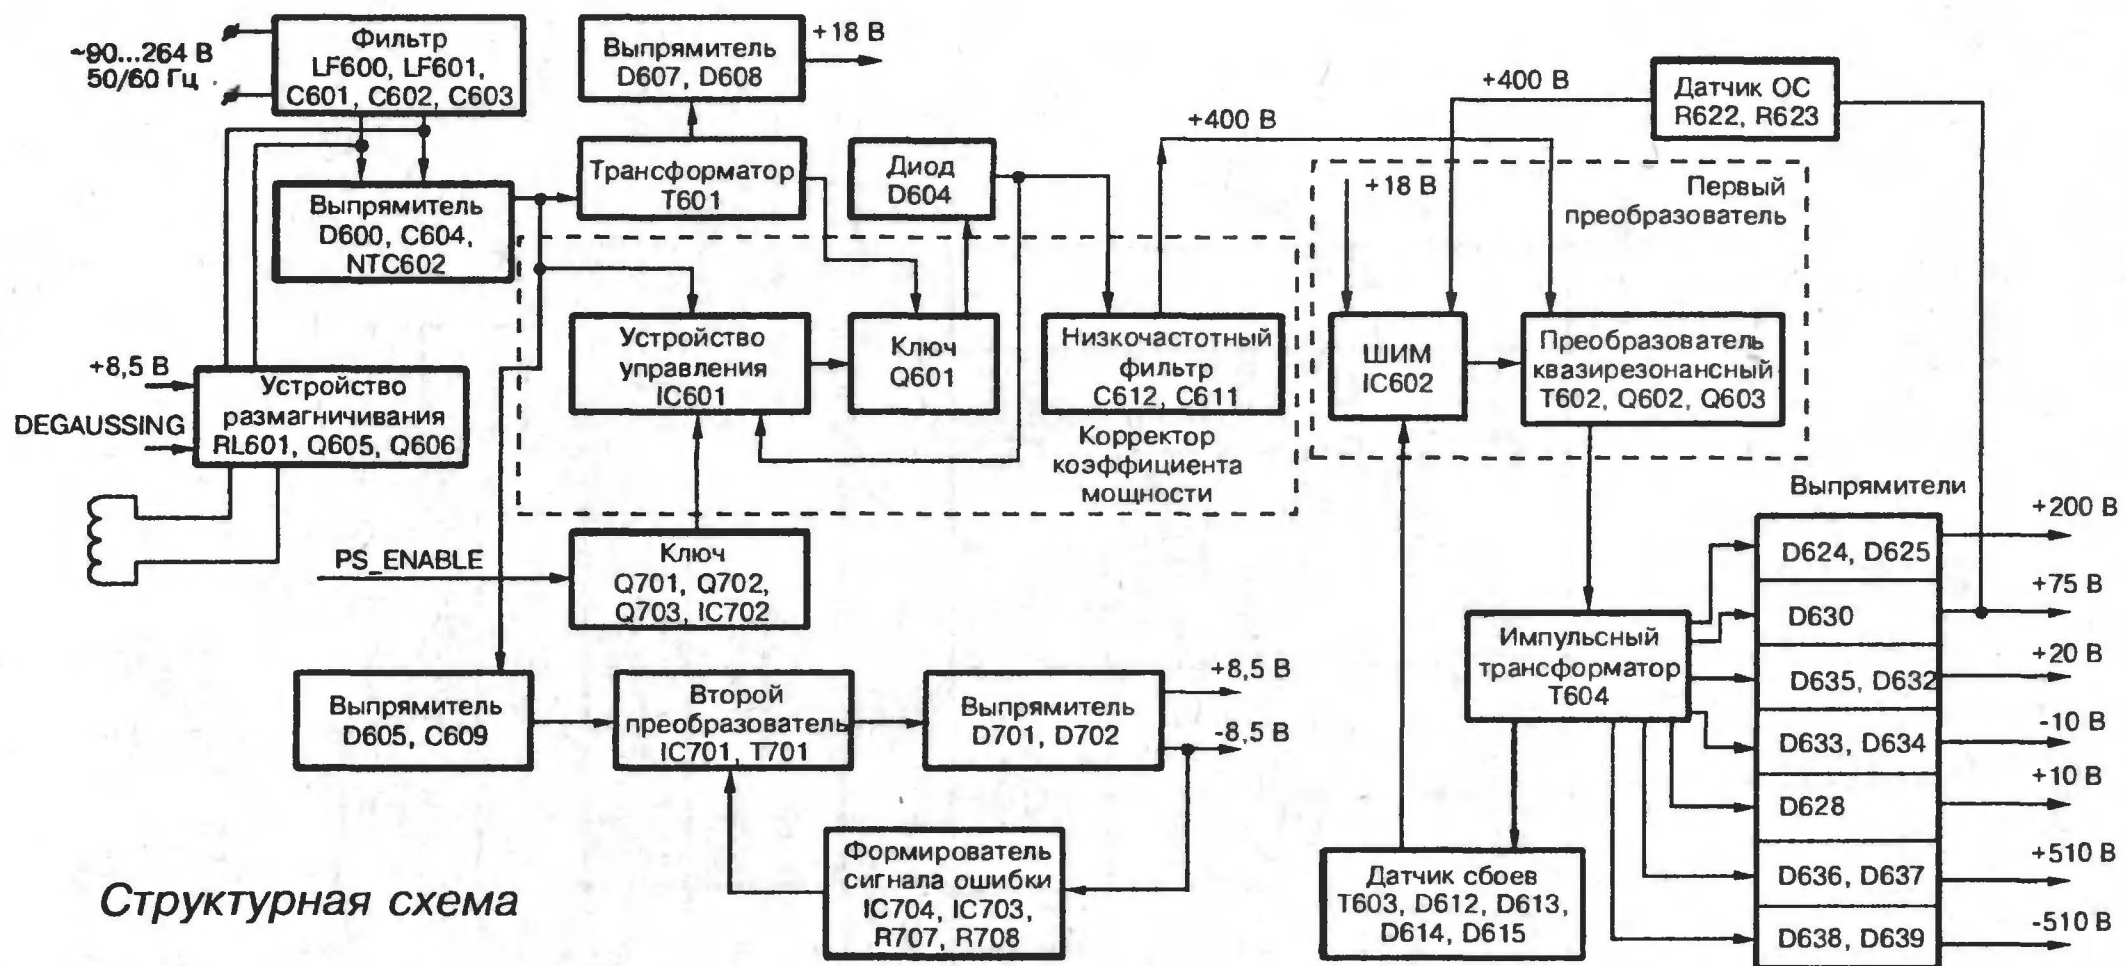 ~90...264 В
50/60 Гц
Фильтр
LF600, LF601,
C601, C602, C603
Выпрямитель
D607, D608
+18 В
Трансформатор
T601
Диод
D604
+400 В
+400 В
Датчик ОС
R622, R623
Выпрямитель
D600, C604,
NTC602
+18 В
Первый
преобразователь
+8,5 В
DEGAUSSING
Устройство
размагничивания
RL601, Q605, Q606
Устройство
управления
IC601
Ключ
Q601
Низкочастотный
фильтр
C612, C611
Корректор
коэффициента
мощности
ШИМ
IC602
Преобразователь
квазирезонансный
T602, Q602, Q603
PS_ENABLE
Ключ
Q701, Q702,
Q703, IC702
Выпрямитель
D605, C609
Второй
преобразователь
IC701, T701
Выпрямитель
D701, D702
+8,5 В
-8,5 В
Формирователь
сигнала ошибки
IC704, IC703,
R707, R708
Импульсный
трансформатор
T604
Датчик сбоев
T603, D612, D613,
D614, D615
Выпрямители
D624, D625
+200 В
D630
+75 В
D635, D632
+20 В
D633, D634
-10 В
D628
+10 В
D636, D637
+510 В
D638, D639
-510 В
Структурная схема